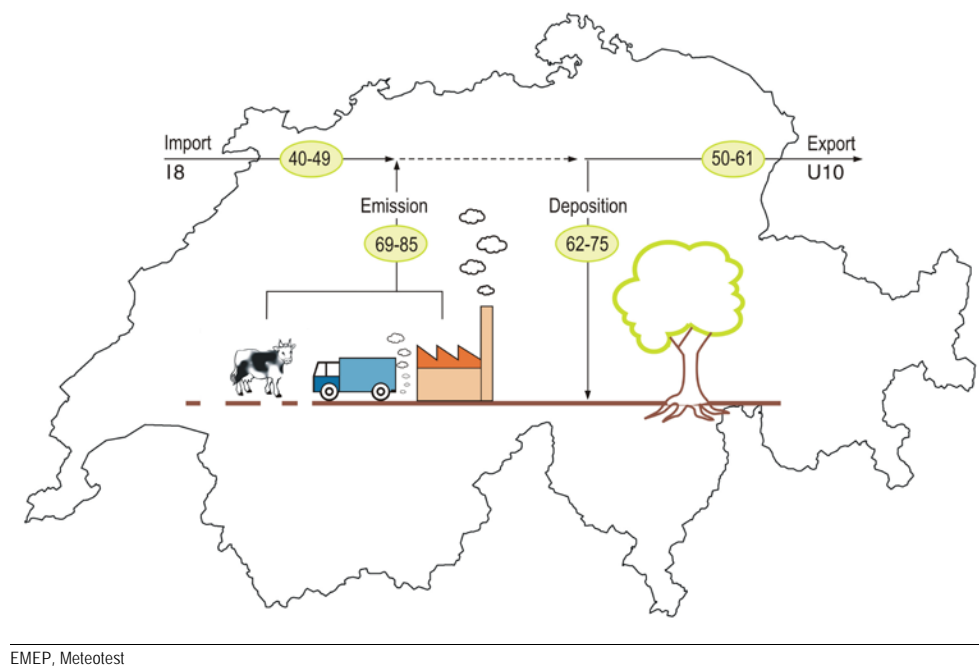 Import
I8
40-49
50-61
Export
U10
Emission
69-85
Deposition
62-75
EMEP, Meteotest